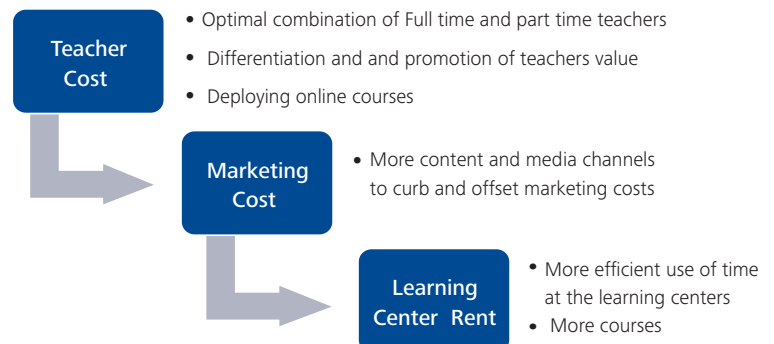 Teacher
Cost
• Optimal combination of Full time and part time teachers
• Differentiation and and promotion of teachers value
• Deploying online courses
Marketing
Cost
• More content and media channels
to curb and offset marketing costs
Learning
Center Rent
• More efficient use of time
at the learning centers
• More courses